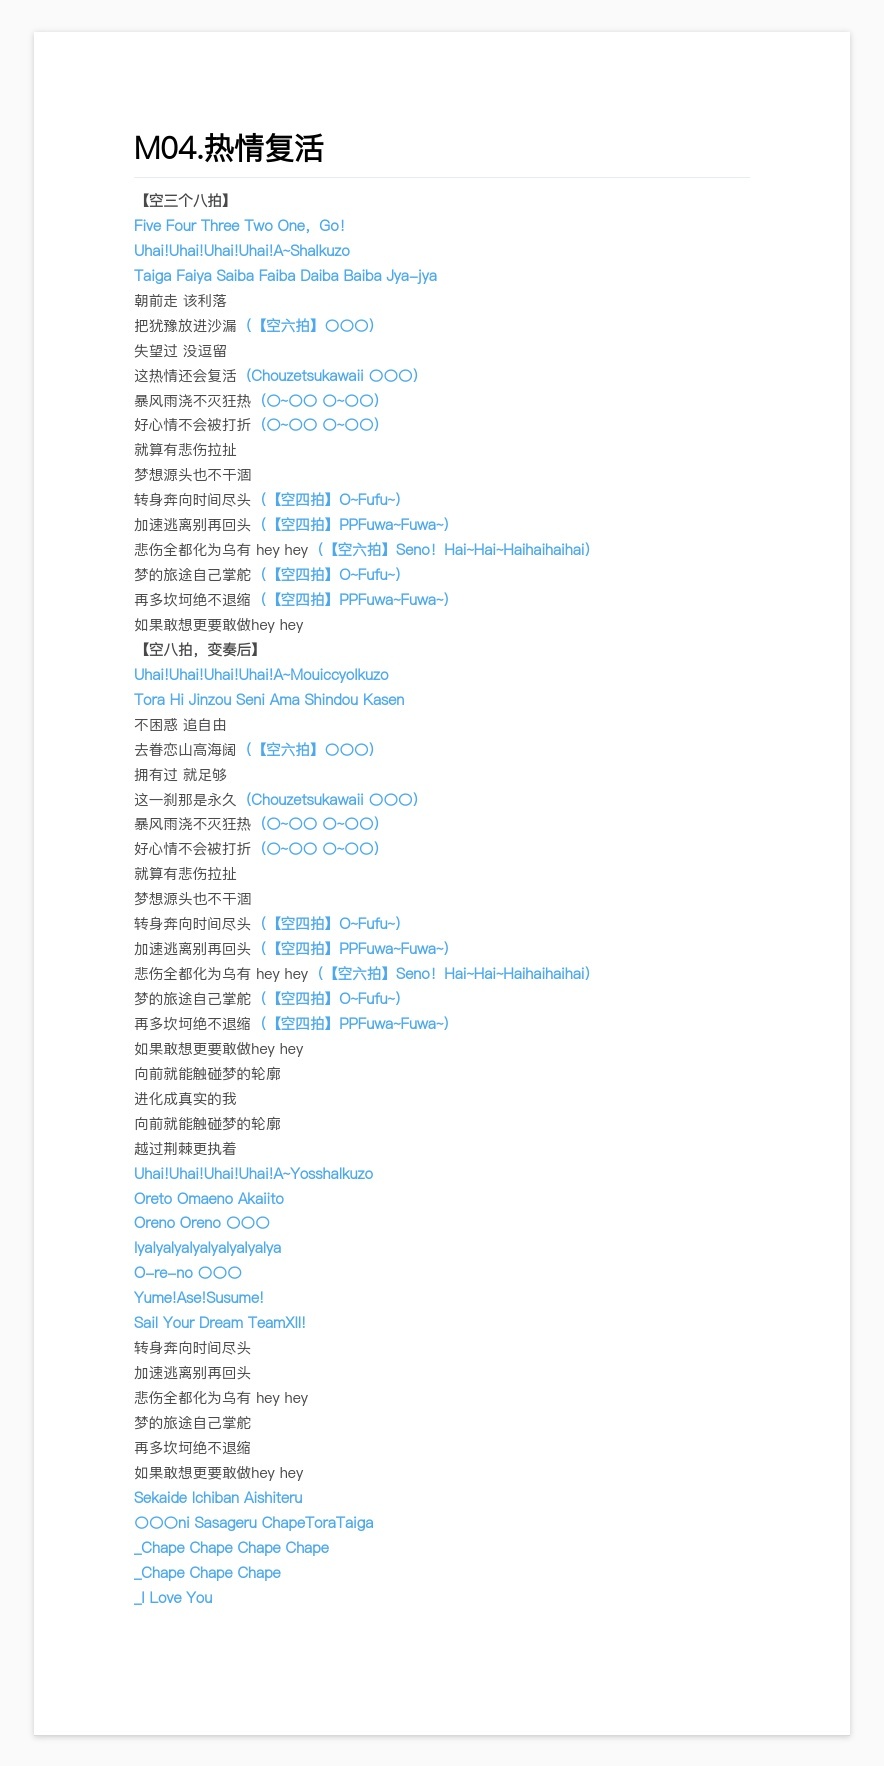 M04.热情复活
【空三个八拍】
Five Four Three Two One，Go！
Uhai!Uhai!Uhai!Uhai!A~ShaIkuzo
Taiga Faiya Saiba Faiba Daiba Baiba Jya-jya
朝前走 该利落
把犹豫放进沙漏（【空六拍】〇〇〇）
失望过 没逗留
这热情还会复活（Chouzetsukawaii 〇〇〇）
暴风雨浇不灭狂热（〇~〇〇 〇~〇〇）
好心情不会被打折（〇~〇〇 〇~〇〇）
就算有悲伤拉扯
梦想源头也不干涸
转身奔向时间尽头（【空四拍】O~Fufu~）
加速逃离别再回头（【空四拍】PPFuwa~Fuwa~）
悲伤全都化为乌有 hey hey（【空六拍】Seno！Hai~Hai~Haihaihaihai）
梦的旅途自己掌舵（【空四拍】O~Fufu~）
再多坎坷绝不退缩（【空四拍】PPFuwa~Fuwa~）
如果敢想更要敢做hey hey
【空八拍，变奏后】
Uhai!Uhai!Uhai!Uhai!A~MouiccyoIkuzo
Tora Hi Jinzou Seni Ama Shindou Kasen
不困惑 追自由
去眷恋山高海阔（【空六拍】〇〇〇）
拥有过 就足够
这一刹那是永久（Chouzetsukawaii 〇〇〇）
暴风雨浇不灭狂热（〇~〇〇 〇~〇〇）
好心情不会被打折（〇~〇〇 〇~〇〇）
就算有悲伤拉扯
梦想源头也不干涸
转身奔向时间尽头（【空四拍】O~Fufu~）
加速逃离别再回头（【空四拍】PPFuwa~Fuwa~）
悲伤全都化为乌有 hey hey（【空六拍】Seno！Hai~Hai~Haihaihaihai）
梦的旅途自己掌舵（【空四拍】O~Fufu~）
再多坎坷绝不退缩（【空四拍】PPFuwa~Fuwa~）
如果敢想更要敢做hey hey
向前就能触碰梦的轮廓
进化成真实的我
向前就能触碰梦的轮廓
越过荆棘更执着
Uhai!Uhai!Uhai!Uhai!A~YosshaIkuzo
Oreto Omaeno Akaiito
Oreno Oreno 〇〇〇
IyaIyaIyaIyaIyaIyaIyaIya
O-re-no 〇〇〇
Yume!Ase!Susume!
Sail Your Dream TeamXII!
转身奔向时间尽头
加速逃离别再回头
悲伤全都化为乌有 hey hey
梦的旅途自己掌舵
再多坎坷绝不退缩
如果敢想更要敢做hey hey
Sekaide Ichiban Aishiteru
〇〇〇ni Sasageru ChapeToraTaiga
_Chape Chape Chape Chape
_Chape Chape Chape
_I Love You